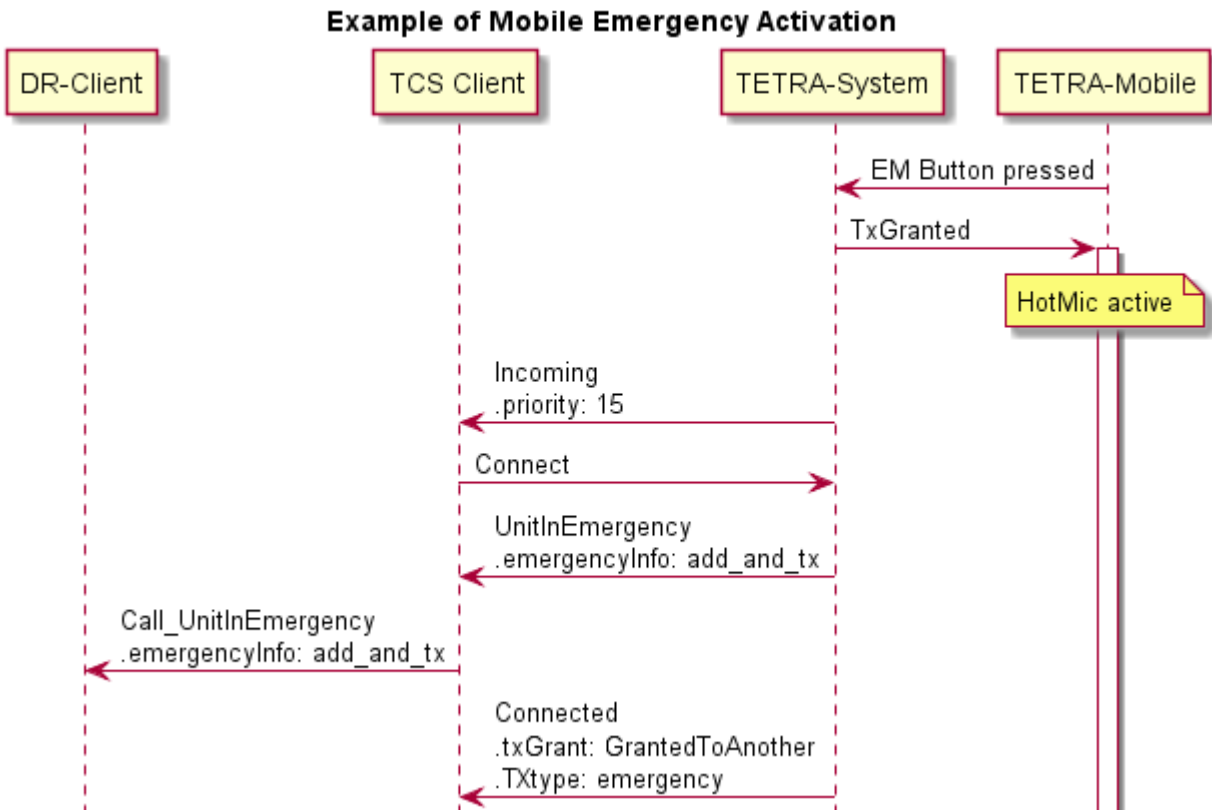 Example of Mobile Emergency Activation
DR-Client
TCS Client
TETRA-System
TETRA-Mobile
EM Button pressed
TxGranted
HotMic active
Incoming
.priority: 15
Connect
UnitInEmergency
.emergencyInfo: add_and_tx
Call_UnitInEmergency
.emergencyInfo: add_and_tx
Connected
.txGrant: GrantedToAnother
.TXtype: emergency